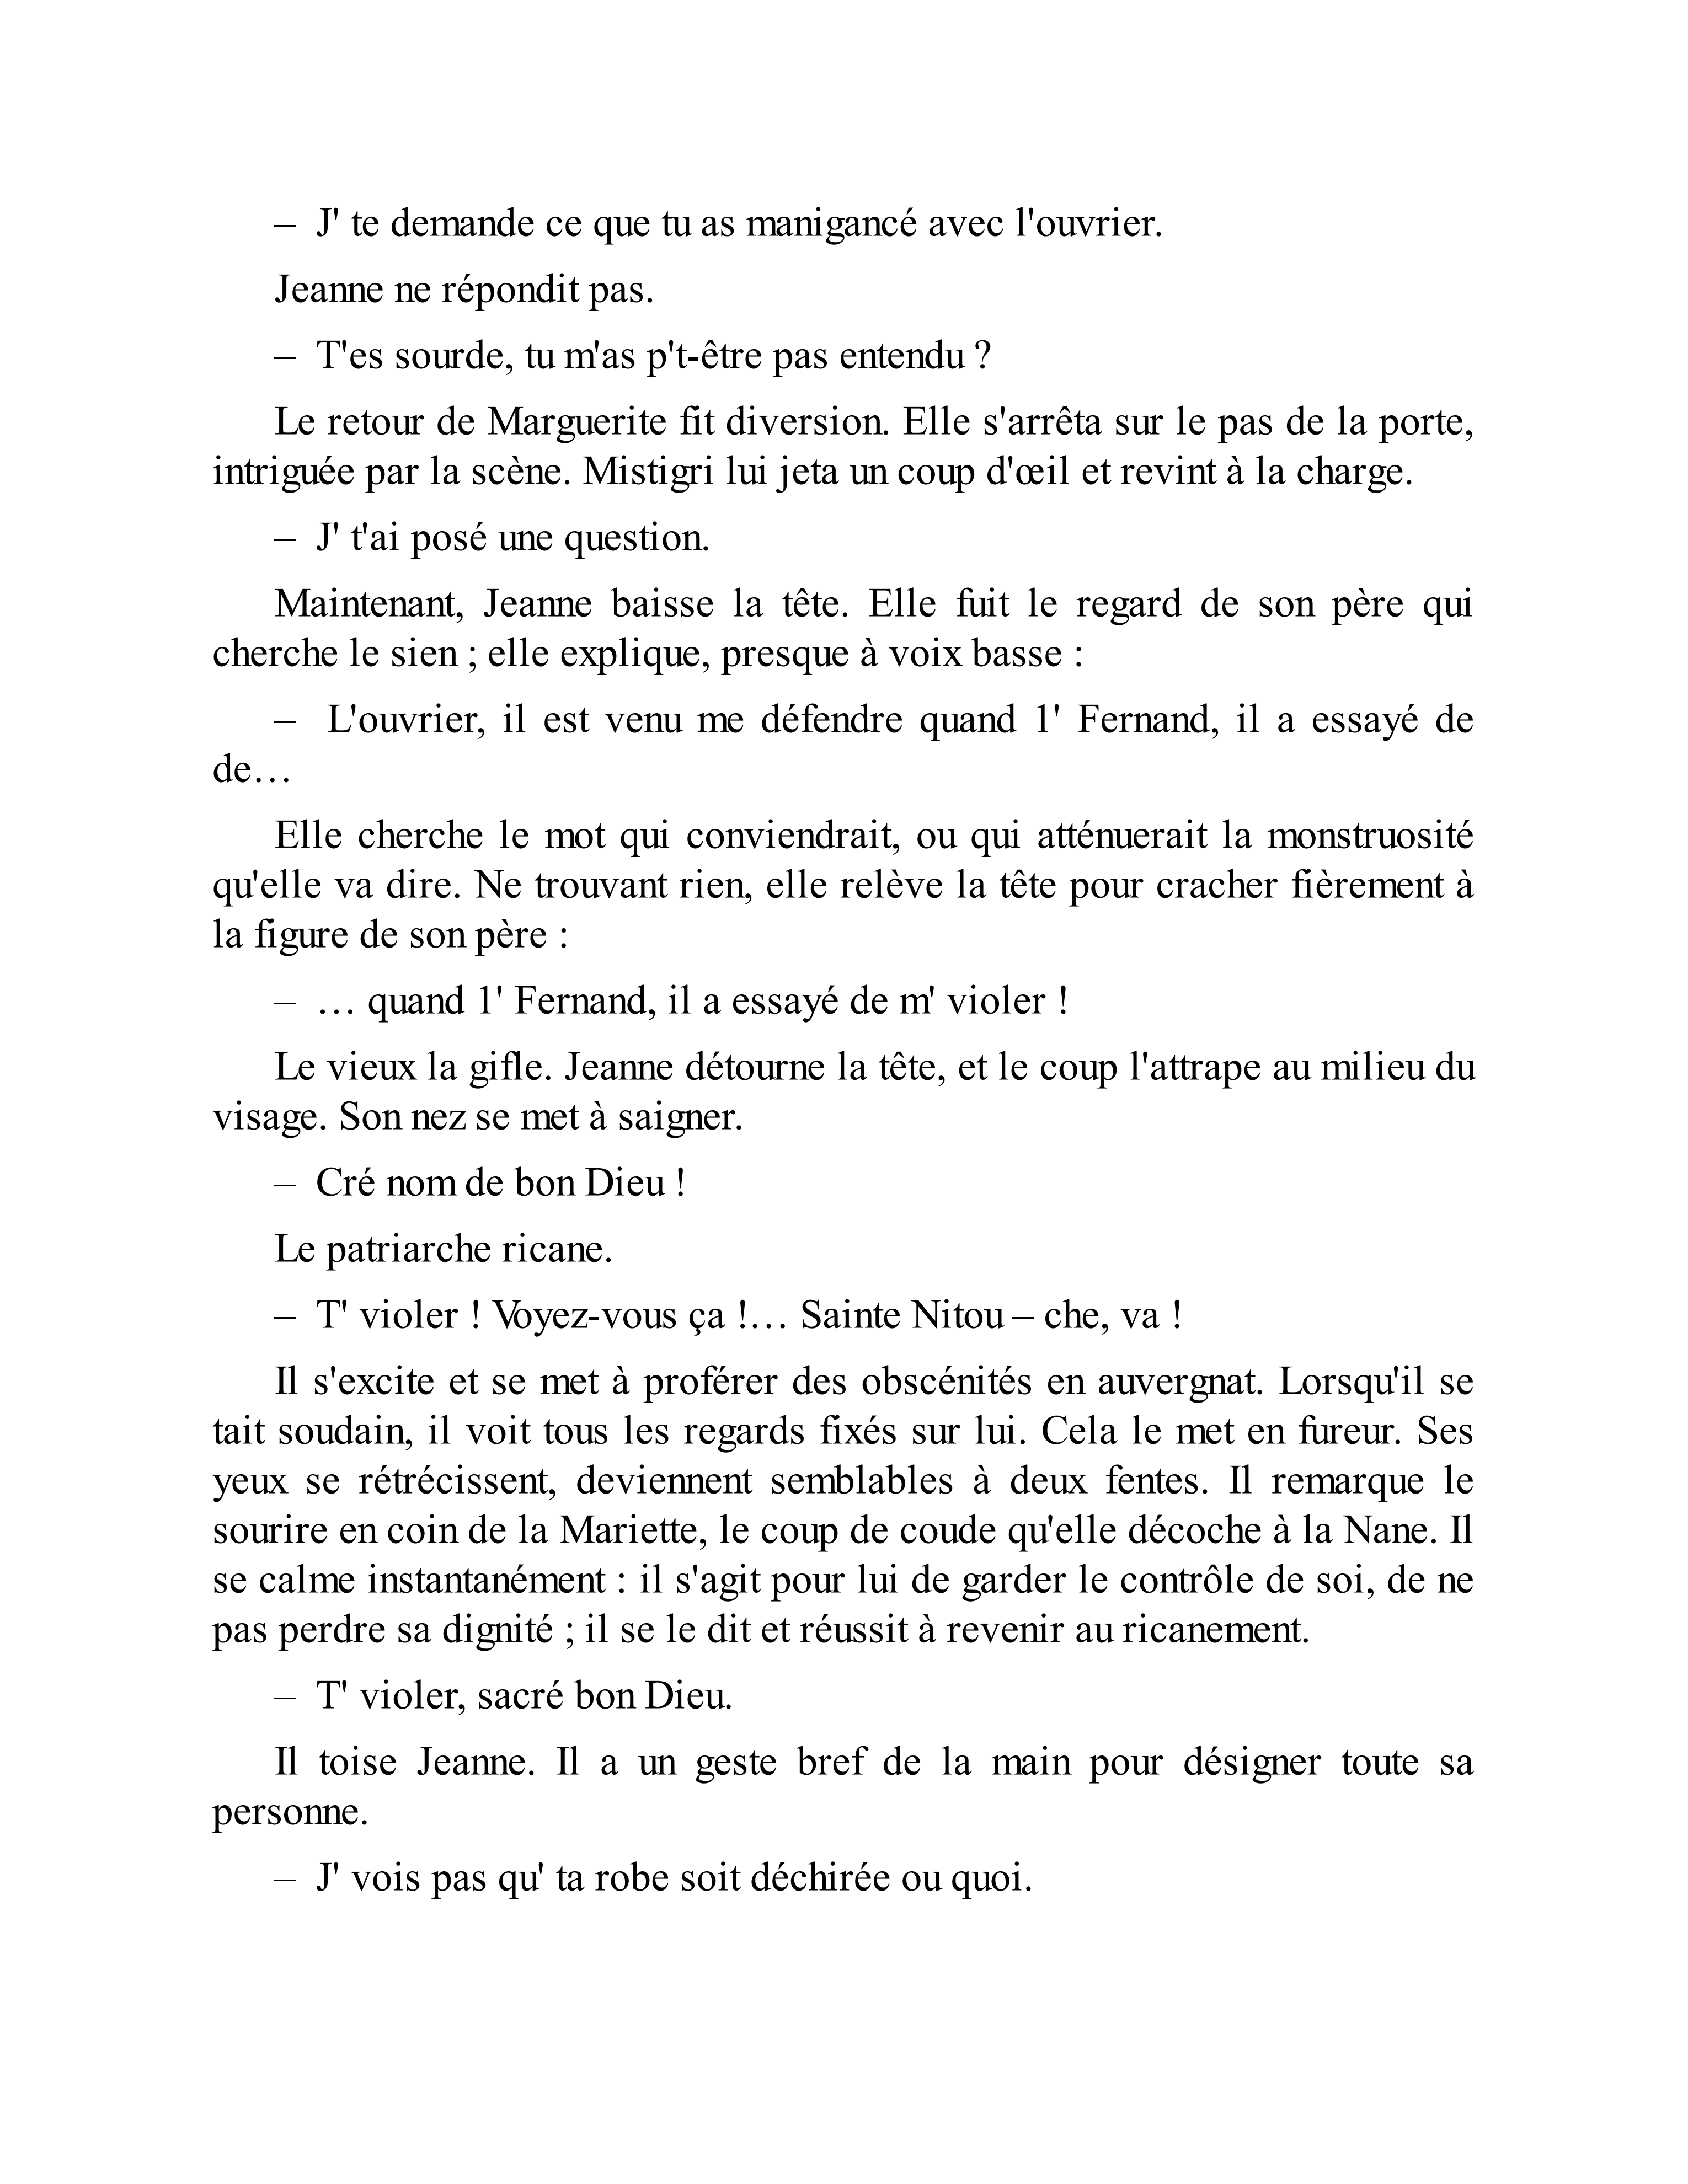 – J' te demande ce que tu as manigancé avec l'ouvrier.
Jeanne ne répondit pas.
– T'es sourde, tu m'as p't-être pas entendu ?
Le retour de Marguerite fit diversion. Elle s'arrêta sur le pas de la porte,
intriguée par la scène. Mistigri lui jeta un coup d'œil et revint à la charge.
– J' t'ai posé une question.
Maintenant, Jeanne baisse la tête. Elle fuit le regard de son père qui
cherche le sien ; elle explique, presque à voix basse :
– L'ouvrier, il est venu me défendre quand 1' Fernand, il a essayé de
de…
Elle cherche le mot qui conviendrait, ou qui atténuerait la monstruosité
qu'elle va dire. Ne trouvant rien, elle relève la tête pour cracher fièrement à
la figure de son père :
– … quand 1' Fernand, il a essayé de m' violer !
Le vieux la gifle. Jeanne détourne la tête, et le coup l'attrape au milieu du
visage. Son nez se met à saigner.
– Cré nom de bon Dieu !
Le patriarche ricane.
– T' violer ! Voyez-vous ça !… Sainte Nitou – che, va !
Il s'excite et se met à proférer des obscénités en auvergnat. Lorsqu'il se
tait soudain, il voit tous les regards fixés sur lui. Cela le met en fureur. Ses
yeux se rétrécissent, deviennent semblables à deux fentes. Il remarque le
sourire en coin de la Mariette, le coup de coude qu'elle décoche à la Nane. Il
se calme instantanément : il s'agit pour lui de garder le contrôle de soi, de ne
pas perdre sa dignité ; il se le dit et réussit à revenir au ricanement.
– T' violer, sacré bon Dieu.
Il toise Jeanne. Il a un geste bref de la main pour désigner toute sa
personne.
– J' vois pas qu' ta robe soit déchirée ou quoi.